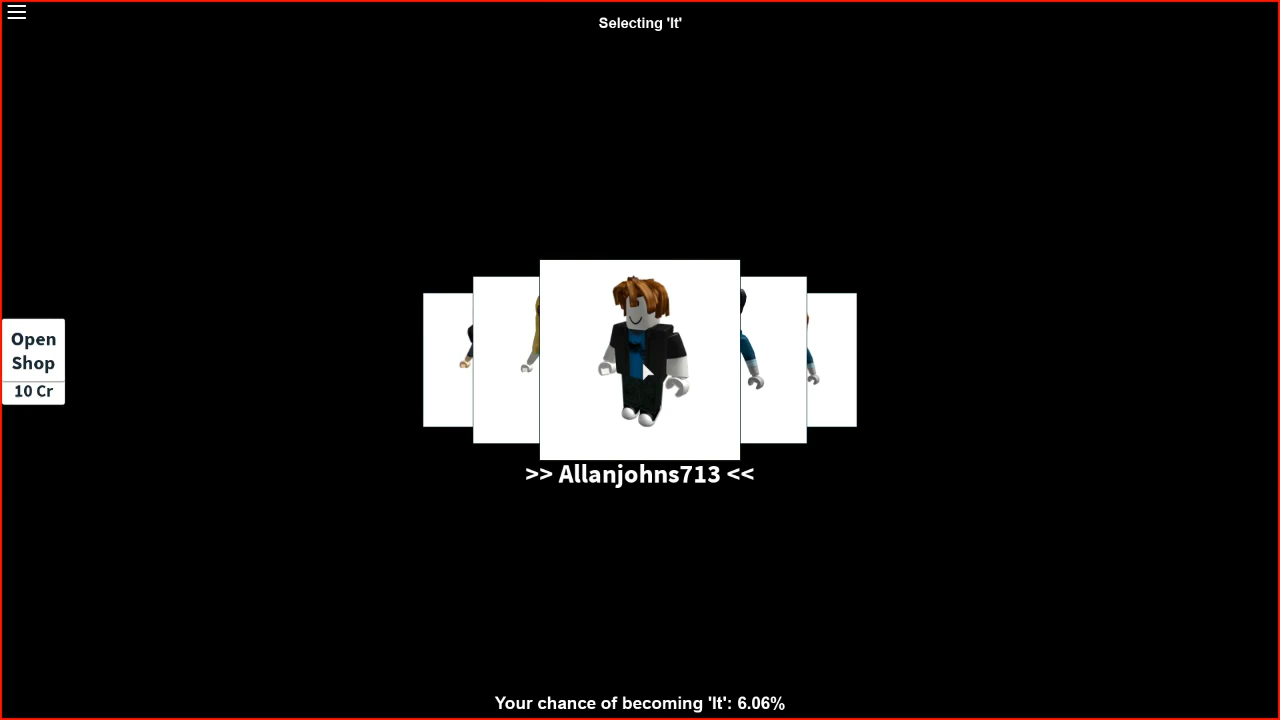 Selecting 'It'
Open
Shop
10 Cr
>> Allanjohns713 <<
Your chance of becoming 'It': 6.06%